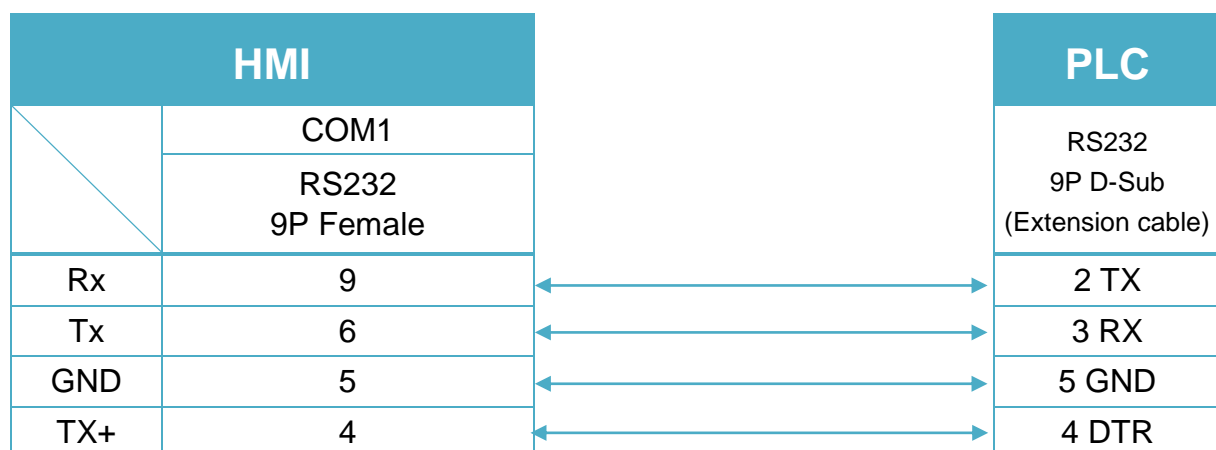 HMI
PLC
COM1
RS232
9P Female
RS232
9P D-Sub
(Extension cable)
Rx 9 2 TX
Tx 6 3 RX
GND 5 5 GND
TX+ 4 4 DTR